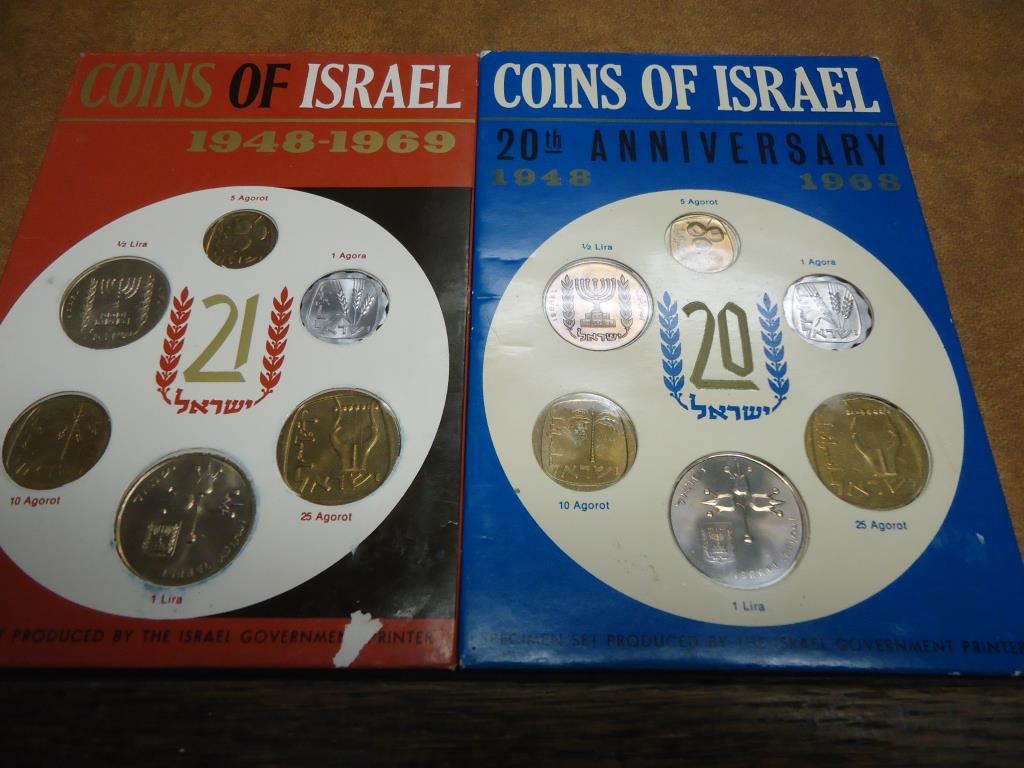 COINS OF ISRAEL
1948-1969
5 Agorot
½ Lira
1 Agora
21
ישראל
10 Agorot
25 Agorot
1 Lira
PRODUCED BY THE ISRAEL GOVERNMENT PRINTER
COINS OF ISRAEL
20th ANNIVERSARY
1948 1968
5 Agorot
½ Lira
1 Agora
20
ישראל
10 Agorot
25 Agorot
1 Lira
SPECIMEN SET PRODUCED BY THE ISRAEL GOVERNMENT PRINTER